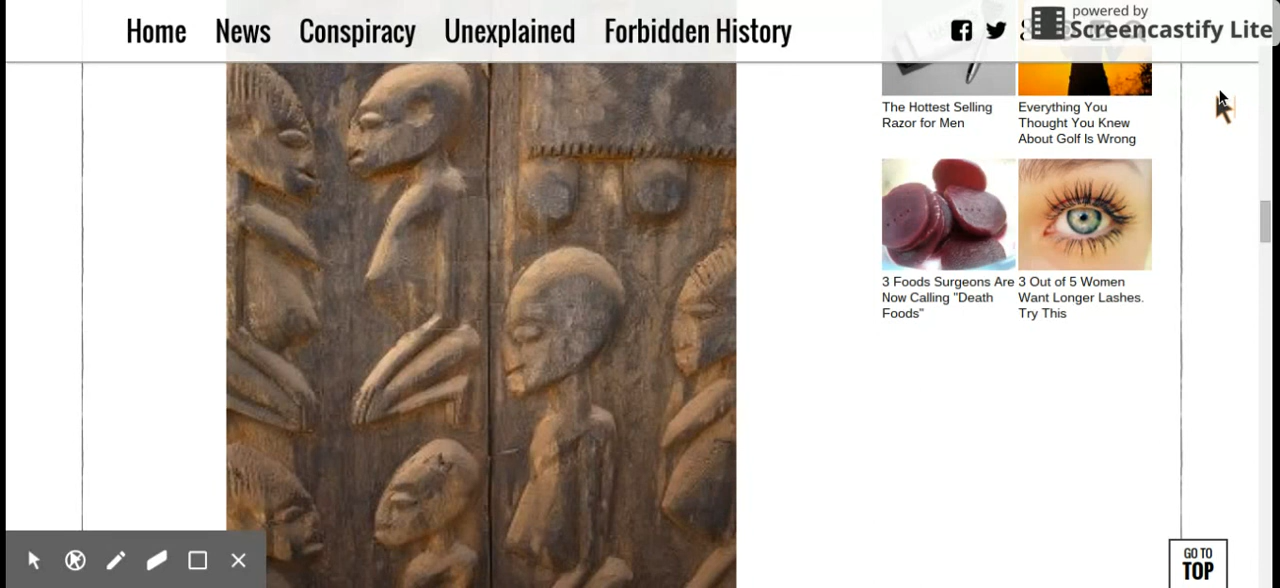 Home News Conspiracy Unexplained Forbidden History
powered by
Screencastify Lite
The Hottest Selling
Razor for Men
Everything You
Thought You Knew
About Golf Is Wrong
3 Foods Surgeons Are
Now Calling "Death
Foods"
3 Out of 5 Women
Want Longer Lashes.
Try This
GO TO
TOP